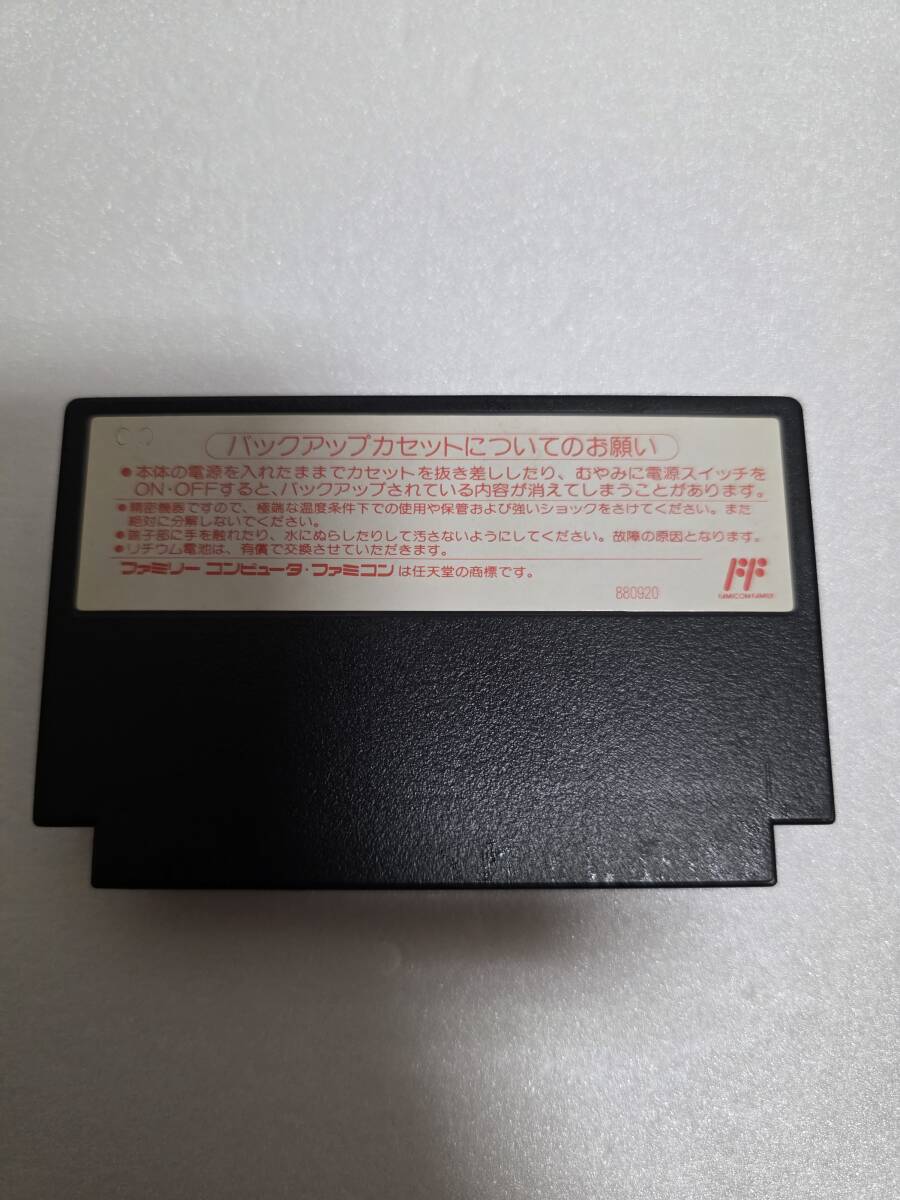 バックアップカセットについてのお願い
●本体の電源を入れたままでカセットを抜き差ししたり、むやみに電源スイッチを
ON・OFFすると、バックアップされている内容が消えてしまうことがあります。
●精密機器ですので、極端な温度条件下での使用や保管および強いショックをさけてください。また
絶対に分解しないでください。
●端子部に手を触れたり、水にぬらしたりして汚さないようにしてください。故障の原因となります。
●リチウム電池は、有償で交換させていただきます。
ファミリーコンピュータ・ファミコンは任天堂の商標です。
880920
FF
FAMICOM FAMILY